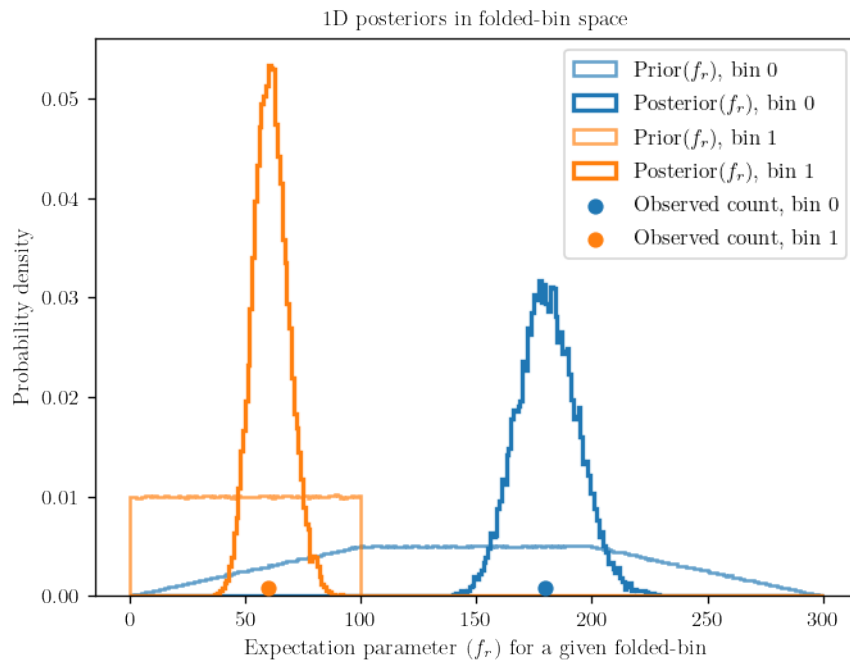 1D posteriors in folded-bin space
Prior(f_r), bin 0
Posterior(f_r), bin 0
Prior(f_r), bin 1
Posterior(f_r), bin 1
Observed count, bin 0
Observed count, bin 1
Probability density
0.05
0.04
0.03
0.02
0.01
0.00
0 50 100 150 200 250 300
Expectation parameter (f_r) for a given folded-bin